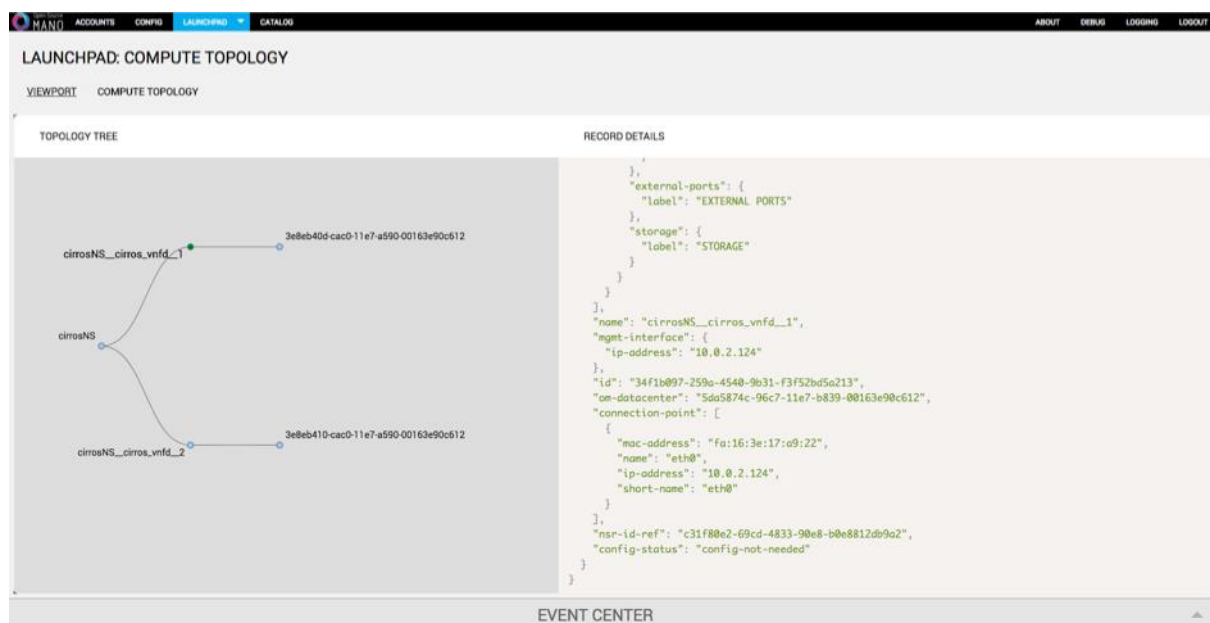 Open Source
MANO
ACCOUNTS CONFIG LAUNCHPAD CATALOG ABOUT DEBUG LOGGING LOGOUT
LAUNCHPAD: COMPUTE TOPOLOGY
VIEWPORT COMPUTE TOPOLOGY
TOPOLOGY TREE
cirrosNS__cirros_vnfd__1
3e8eb40d-cac0-11e7-a590-00163e90c612
cirrosNS
cirrosNS__cirros_vnfd__2
3e8eb410-cac0-11e7-a590-00163e90c612
RECORD DETAILS
},
"external-ports": {
"label": "EXTERNAL PORTS"
},
"storage": {
"label": "STORAGE"
}
}
}
],
"name": "cirrosNS__cirros_vnfd__1",
"mgmt-interface": {
"ip-address": "10.0.2.124"
},
"id": "34f1b097-259a-4540-9b31-f3f52bd5a213",
"om-datacenter": "5da5874c-96c7-11e7-b839-00163e90c612",
"connection-point": [
{
"mac-address": "fa:16:3e:17:a9:22",
"name": "eth0",
"ip-address": "10.0.2.124",
"short-name": "eth0"
}
],
"nsr-id-ref": "c31f80e2-69cd-4833-90e8-b0e8812db9a2",
"config-status": "config-not-needed"
}
}
EVENT CENTER